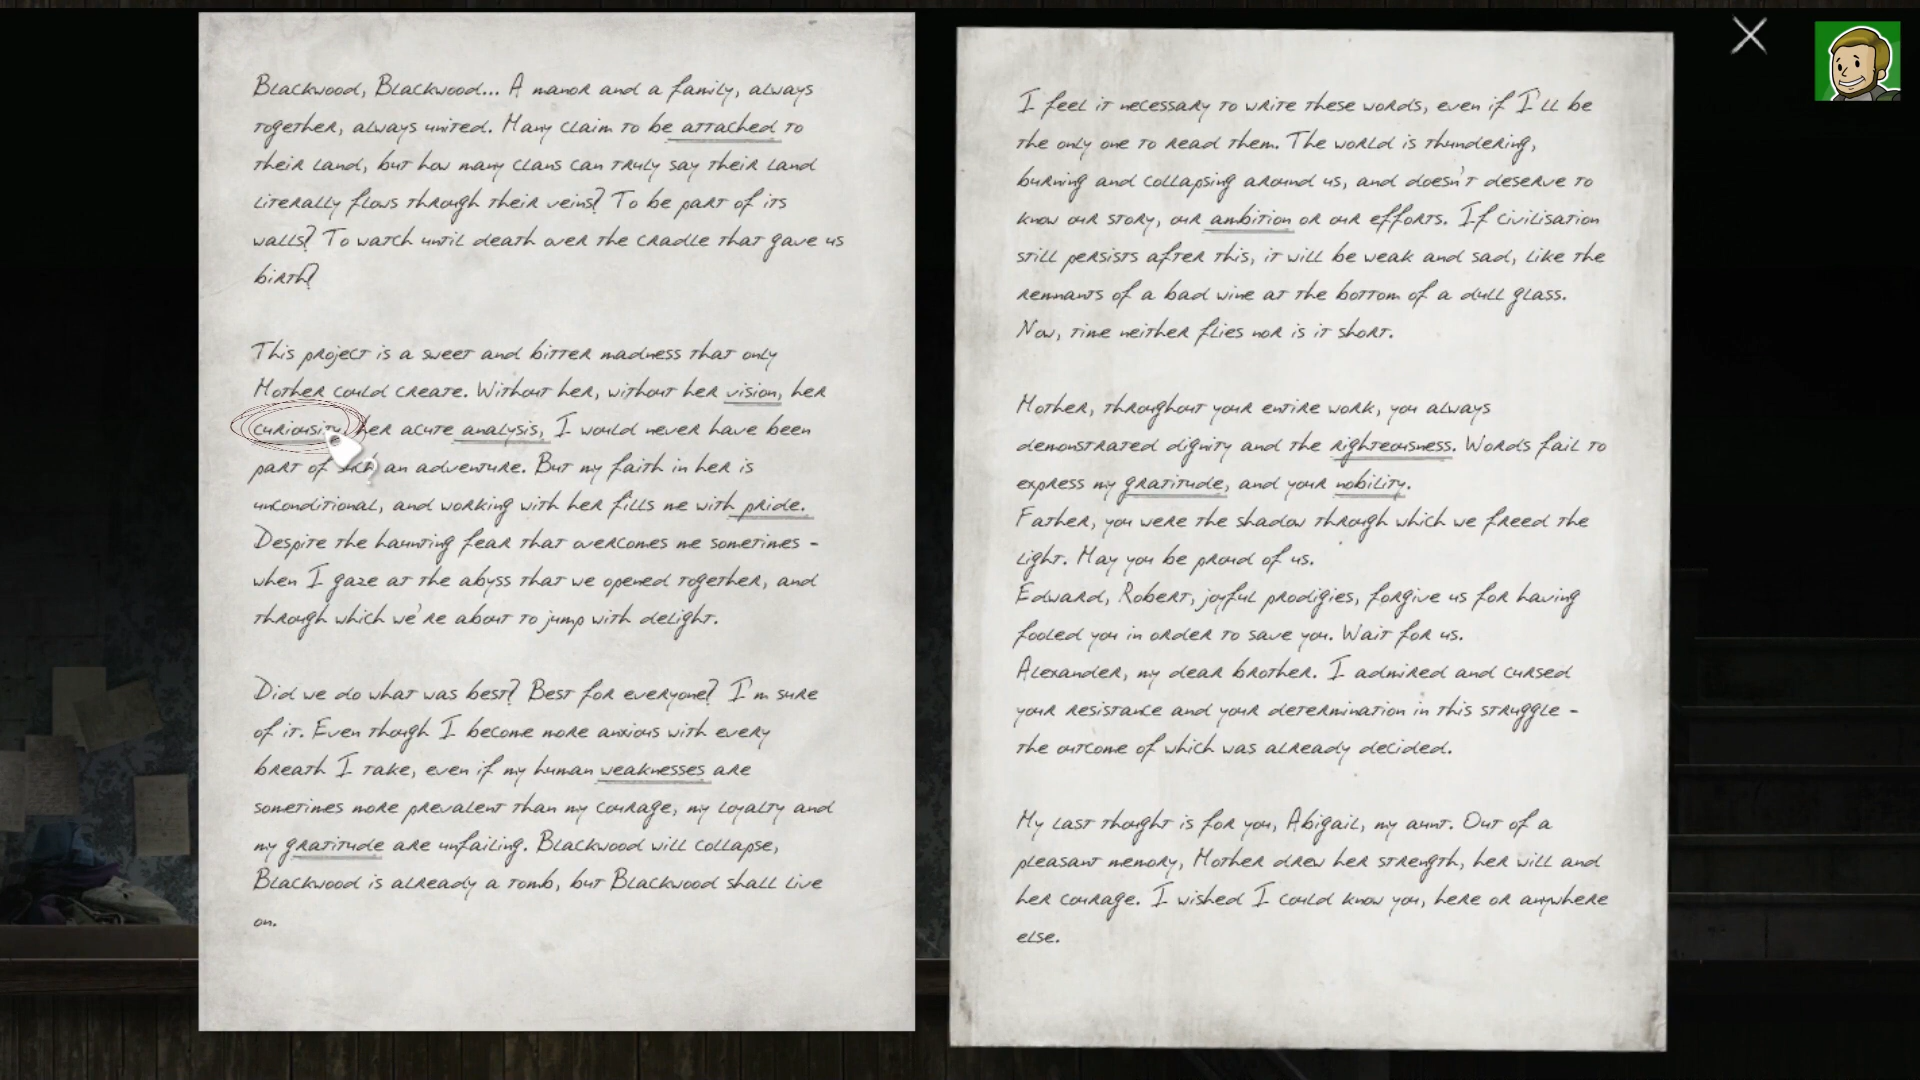 Blackwood, Blackwood... A manor and a family, always
together, always united. Many claim to be attached to
their land, but how many clans can truly say their land
literally flows through their veins? To be part of its
walls? To watch until death over the cradle that gave us
birth?
This project is a sweet and bitter madness that only
Mother could create. Without her, without her vision, her
curiousity, her acute analysis, I would never have been
part of such an adventure. But my faith in her is
unconditional, and working with her fills me with pride.
Despite the haunting fear that overcomes me sometimes -
when I gaze at the abyss that we opened together, and
through which we're about to jump with delight.
Did we do what was best? Best for everyone? I'm sure
of it. Even though I become more anxious with every
breath I take, even if my human weaknesses are
sometimes more prevalent than my courage, my loyalty and
my gratitude are unfailing. Blackwood will collapse,
Blackwood is already a tomb, but Blackwood shall live
on.
I feel it necessary to write these words, even if I'll be
the only one to read them. The world is thundering,
burning and collapsing around us, and doesn't deserve to
know our story, our ambition or our efforts. If civilisation
still persists after this, it will be weak and sad, like the
remnants of a bad wine at the bottom of a dull glass.
Now, time neither flies nor is it short.
Mother, throughout your entire work, you always
demonstrated dignity and the righteousness. Words fail to
express my gratitude, and your nobility.
Father, you were the shadow through which we freed the
light. May you be proud of us.
Edward, Robert, joyful prodigies, forgive us for having
fooled you in order to save you. Wait for us.
Alexander, my dear brother. I admired and cursed
your resistance and your determination in this struggle -
the outcome of which was already decided.
My last thought is for you, Abigail, my aunt. Out of a
pleasant memory, Mother drew her strength, her will and
her courage. I wished I could know you, here or anywhere
else.